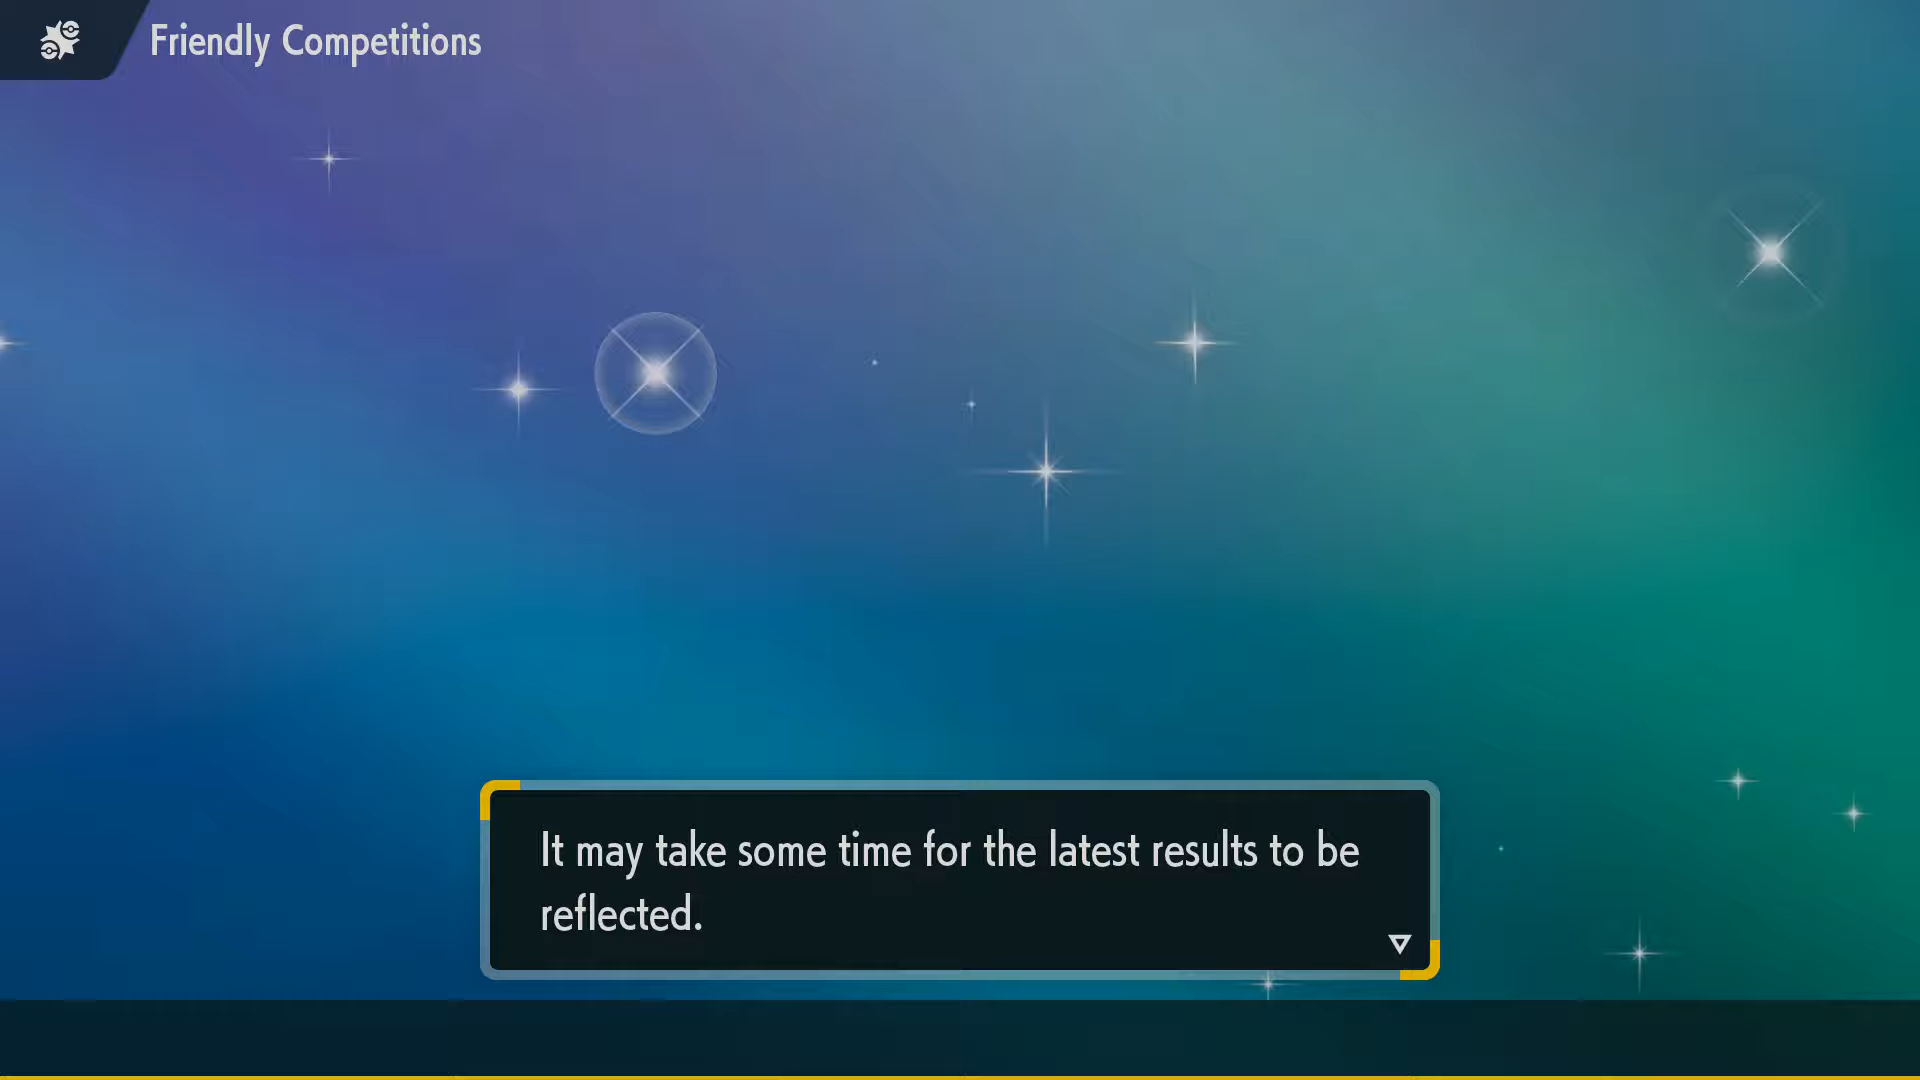 Friendly Competitions
It may take some time for the latest results to be
reflected.